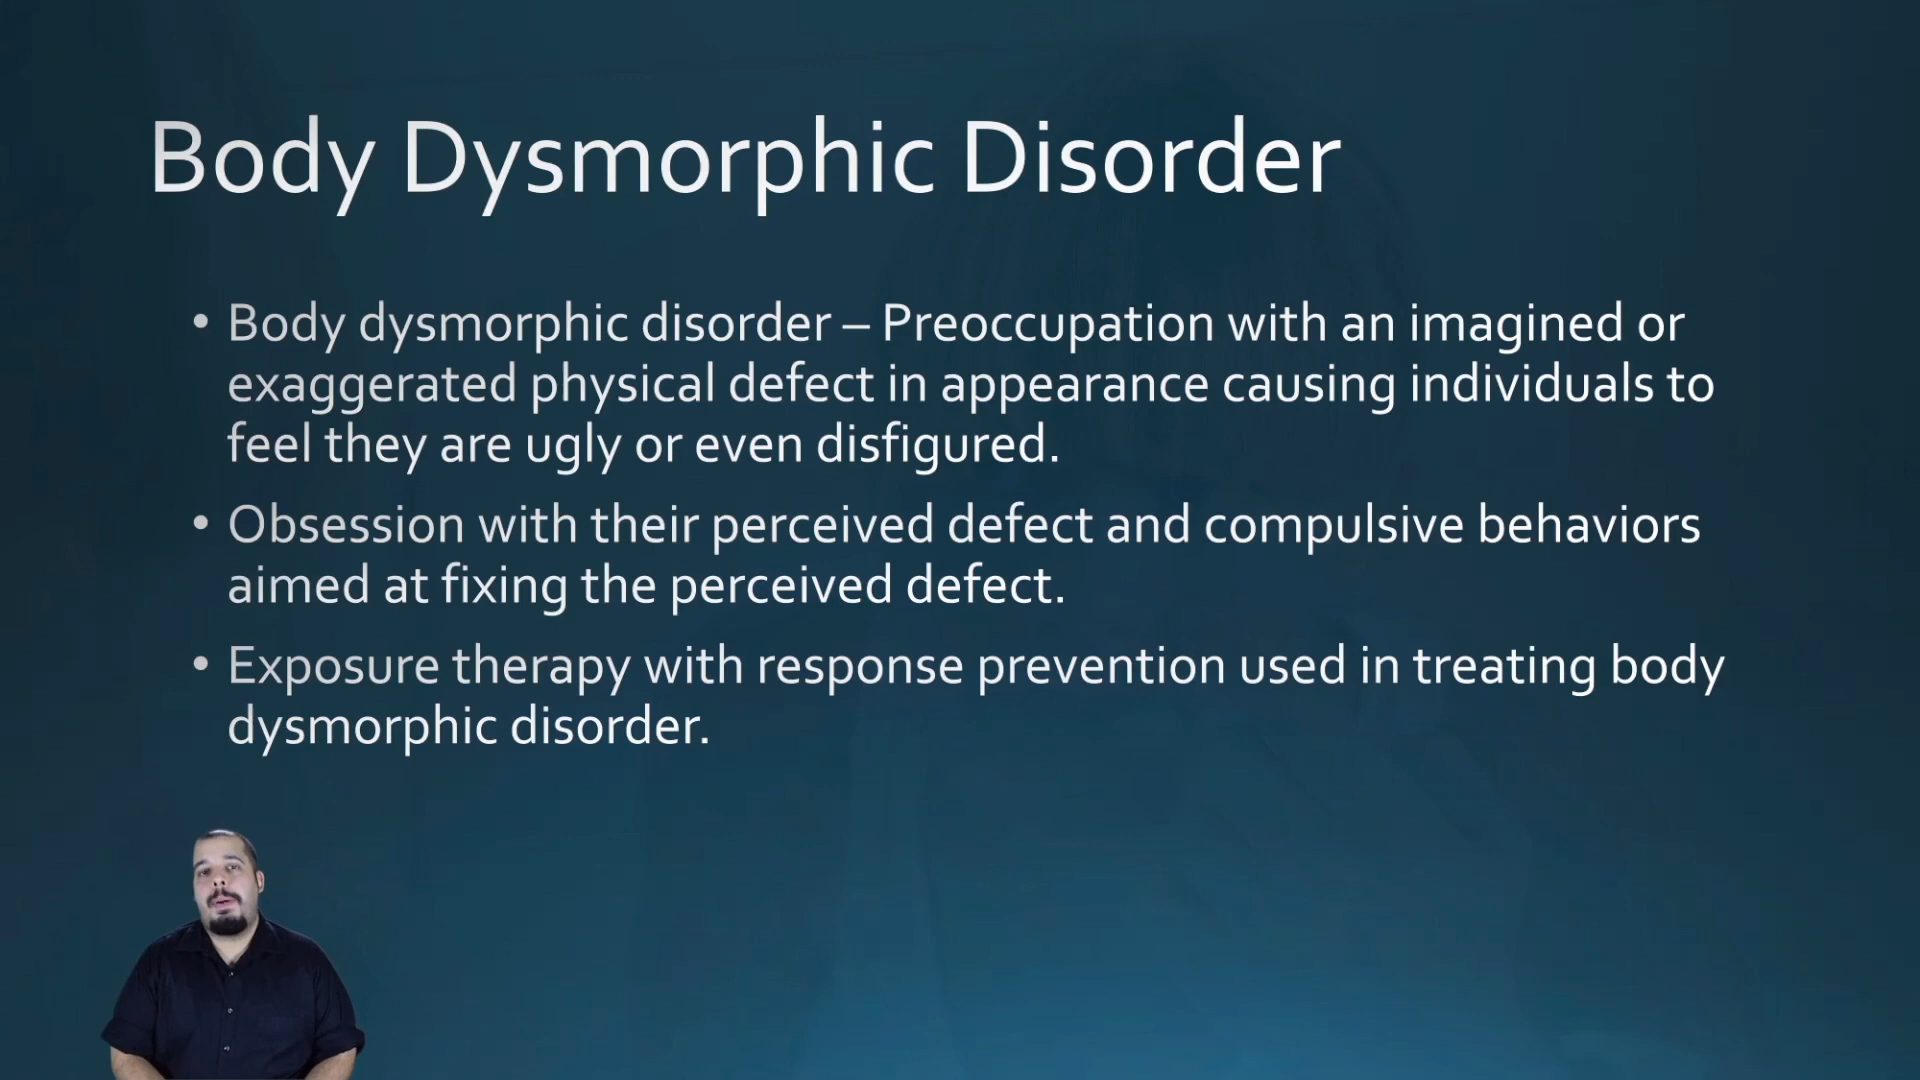 Body Dysmorphic Disorder
• Body dysmorphic disorder – Preoccupation with an imagined or
exaggerated physical defect in appearance causing individuals to
feel they are ugly or even disfigured.
• Obsession with their perceived defect and compulsive behaviors
aimed at fixing the perceived defect.
• Exposure therapy with response prevention used in treating body
dysmorphic disorder.